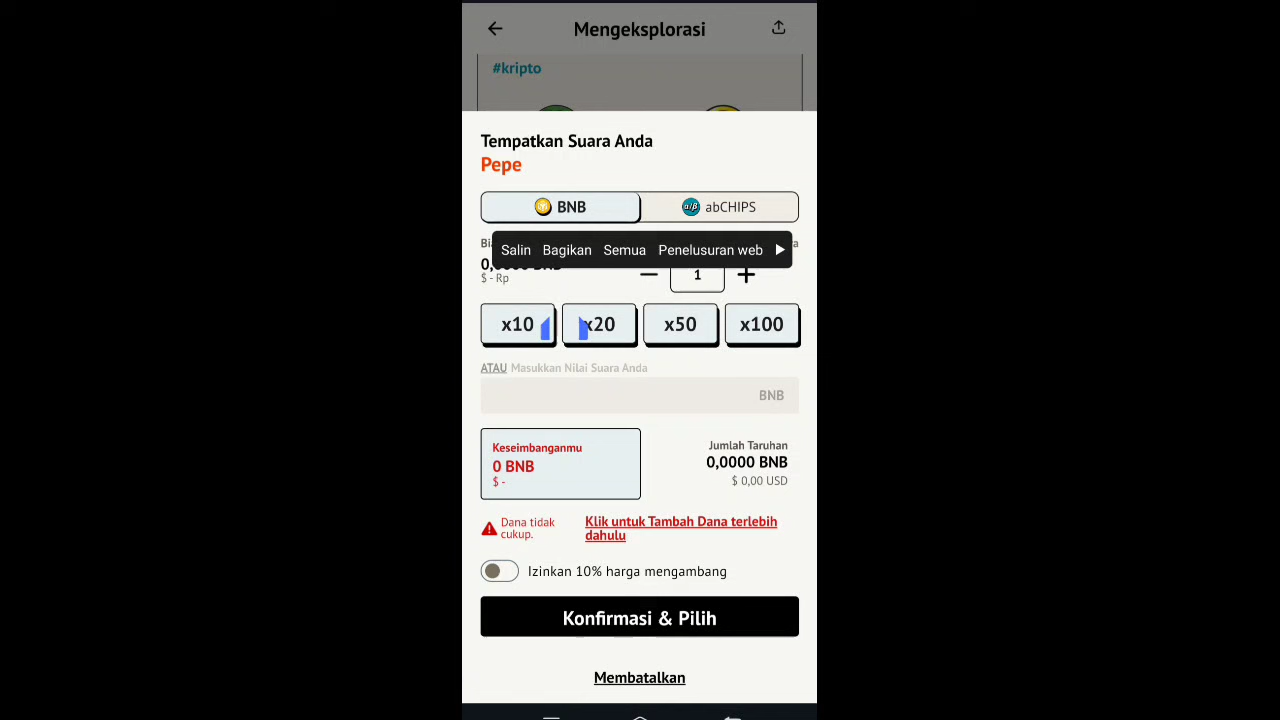 Mengeksplorasi
#kripto
Tempatkan Suara Anda
Pepe
BNB
abCHIPS
Salin Bagikan Semua Penelusuran web
$ - Rp
1
x10
x20
x50
x100
ATAU Masukkan Nilai Suara Anda
BNB
Keseimbanganmu
0 BNB
$ -
Jumlah Taruhan
0,0000 BNB
$ 0,00 USD
Dana tidak
cukup.
Klik untuk Tambah Dana terlebih
dahulu
Izinkan 10% harga mengambang
Konfirmasi & Pilih
Membatalkan